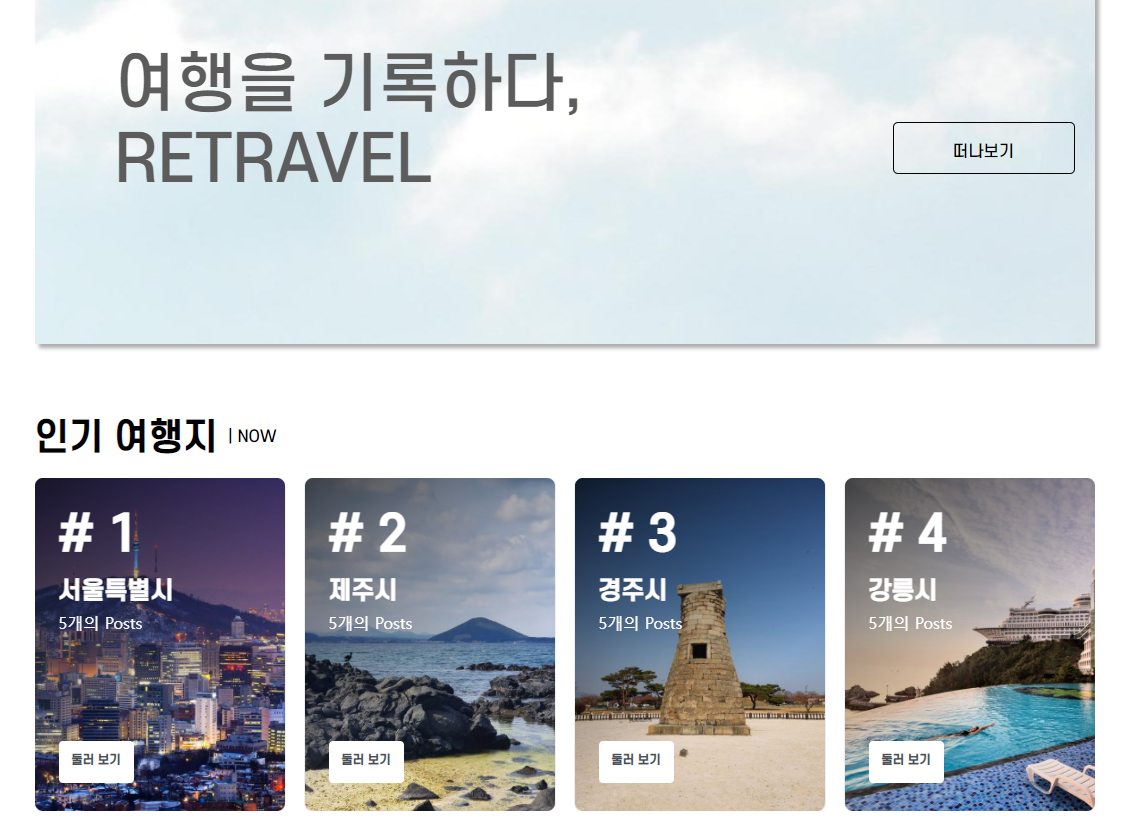 여행을 기록하다,
RETRAVEL
떠나보기
인기 여행지 | NOW
# 1
서울특별시
5개의 Posts
둘러 보기
# 2
제주시
5개의 Posts
둘러 보기
# 3
경주시
5개의 Posts
둘러 보기
# 4
강릉시
5개의 Posts
둘러 보기